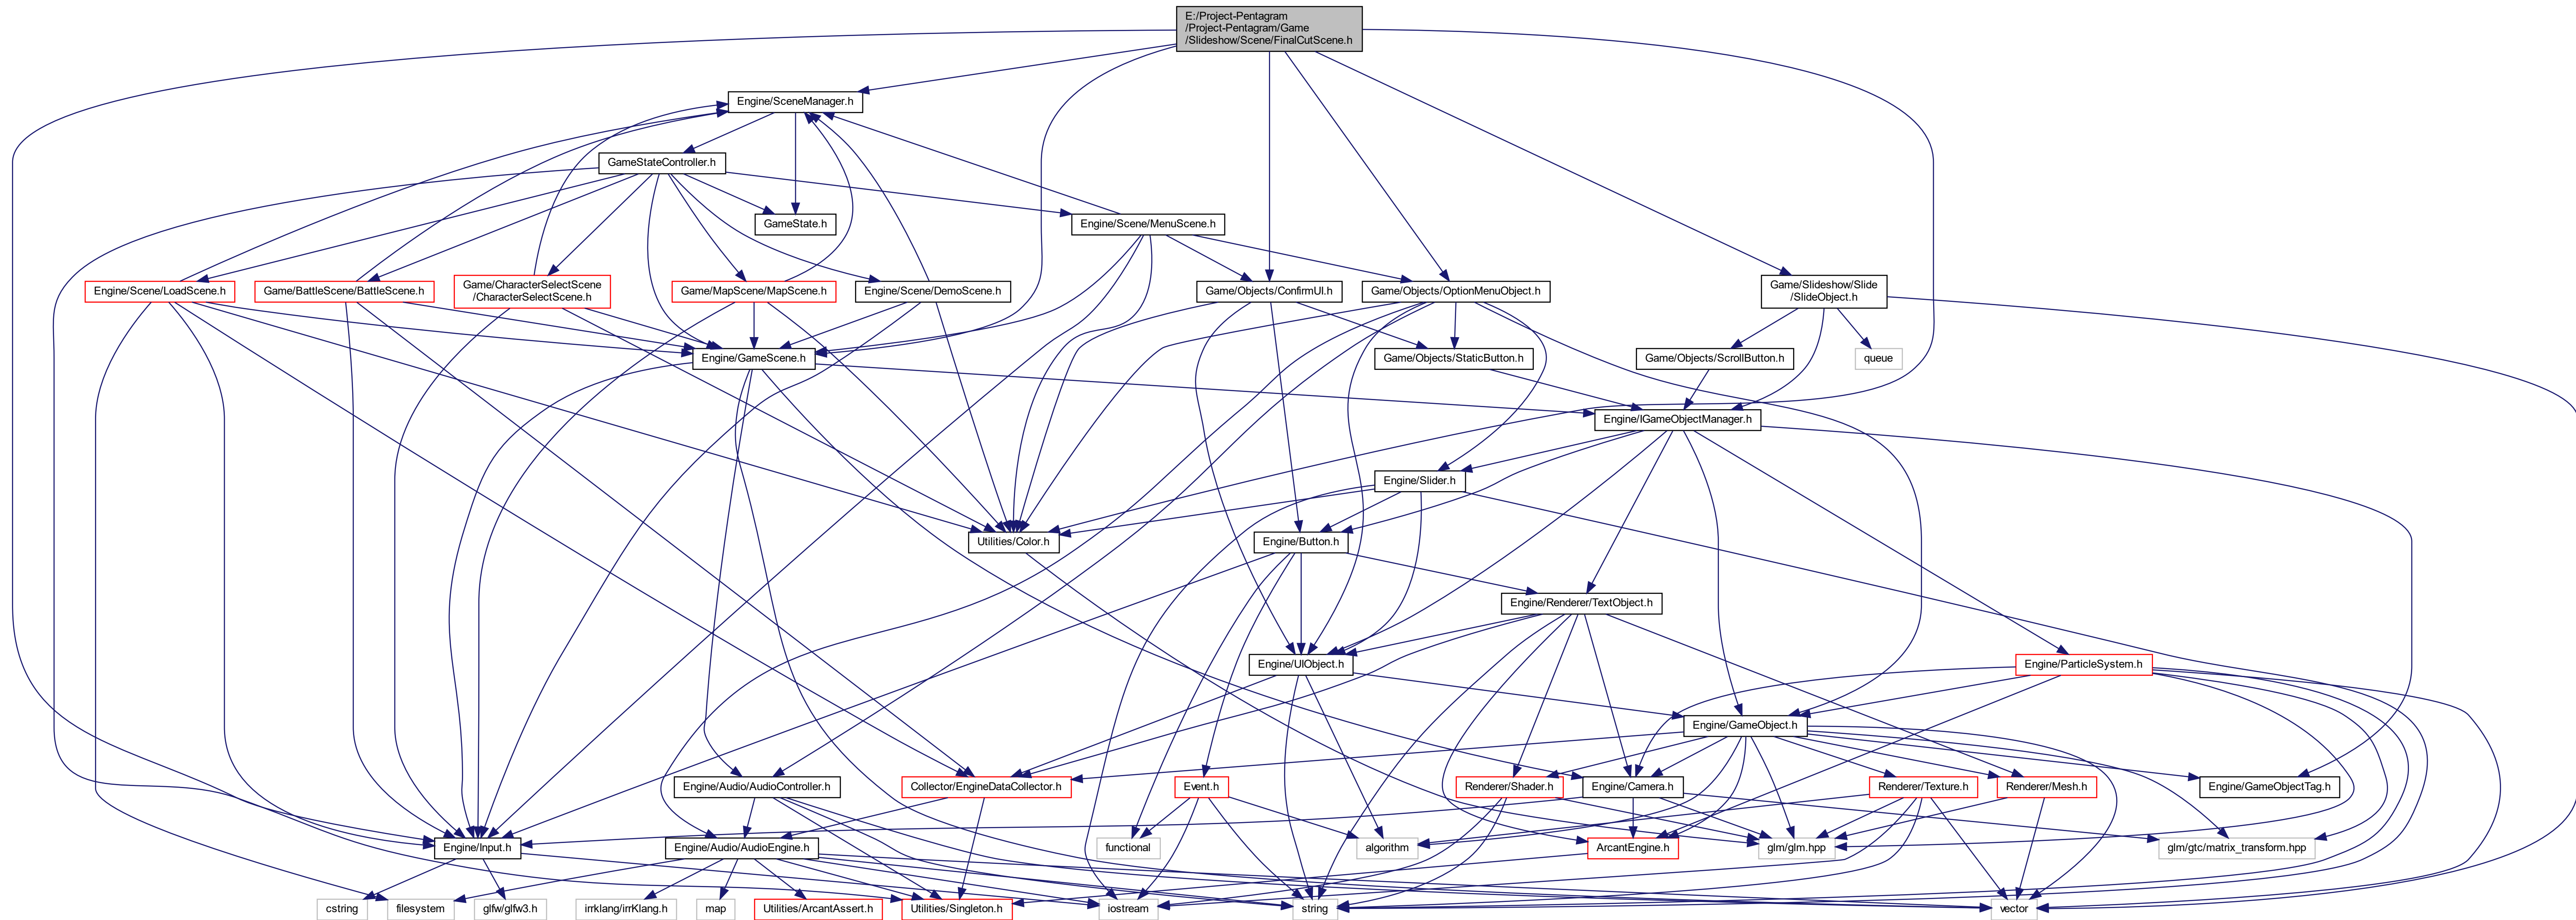 E:/Project-Pentagram
/Project-Pentagram/Game
/Slideshow/Scene/FinalCutScene.h
Engine/SceneManager.h
GameStateController.h
GameState.h
Engine/Scene/MenuScene.h
Engine/Scene/LoadScene.h
Game/BattleScene/BattleScene.h
Game/CharacterSelectScene
/CharacterSelectScene.h
Game/MapScene/MapScene.h
Engine/Scene/DemoScene.h
Game/Objects/ConfirmUI.h
Game/Objects/OptionMenuObject.h
Game/Slideshow/Slide
/SlideObject.h
Engine/GameScene.h
Game/Objects/StaticButton.h
Game/Objects/ScrollButton.h
queue
Engine/IGameObjectManager.h
Engine/Slider.h
Utilities/Color.h
Engine/Button.h
Engine/Renderer/TextObject.h
Engine/UIObject.h
Engine/ParticleSystem.h
Engine/GameObject.h
Engine/Audio/AudioController.h
Collector/EngineDataCollector.h
Event.h
Renderer/Shader.h
Engine/Camera.h
Renderer/Texture.h
Renderer/Mesh.h
Engine/GameObjectTag.h
Engine/Input.h
Engine/Audio/AudioEngine.h
functional
algorithm
ArcantEngine.h
glm/glm.hpp
glm/gtc/matrix_transform.hpp
cstring
filesystem
glfw/glfw3.h
irrklang/irrKlang.h
map
Utilities/ArcantAssert.h
Utilities/Singleton.h
iostream
string
vector